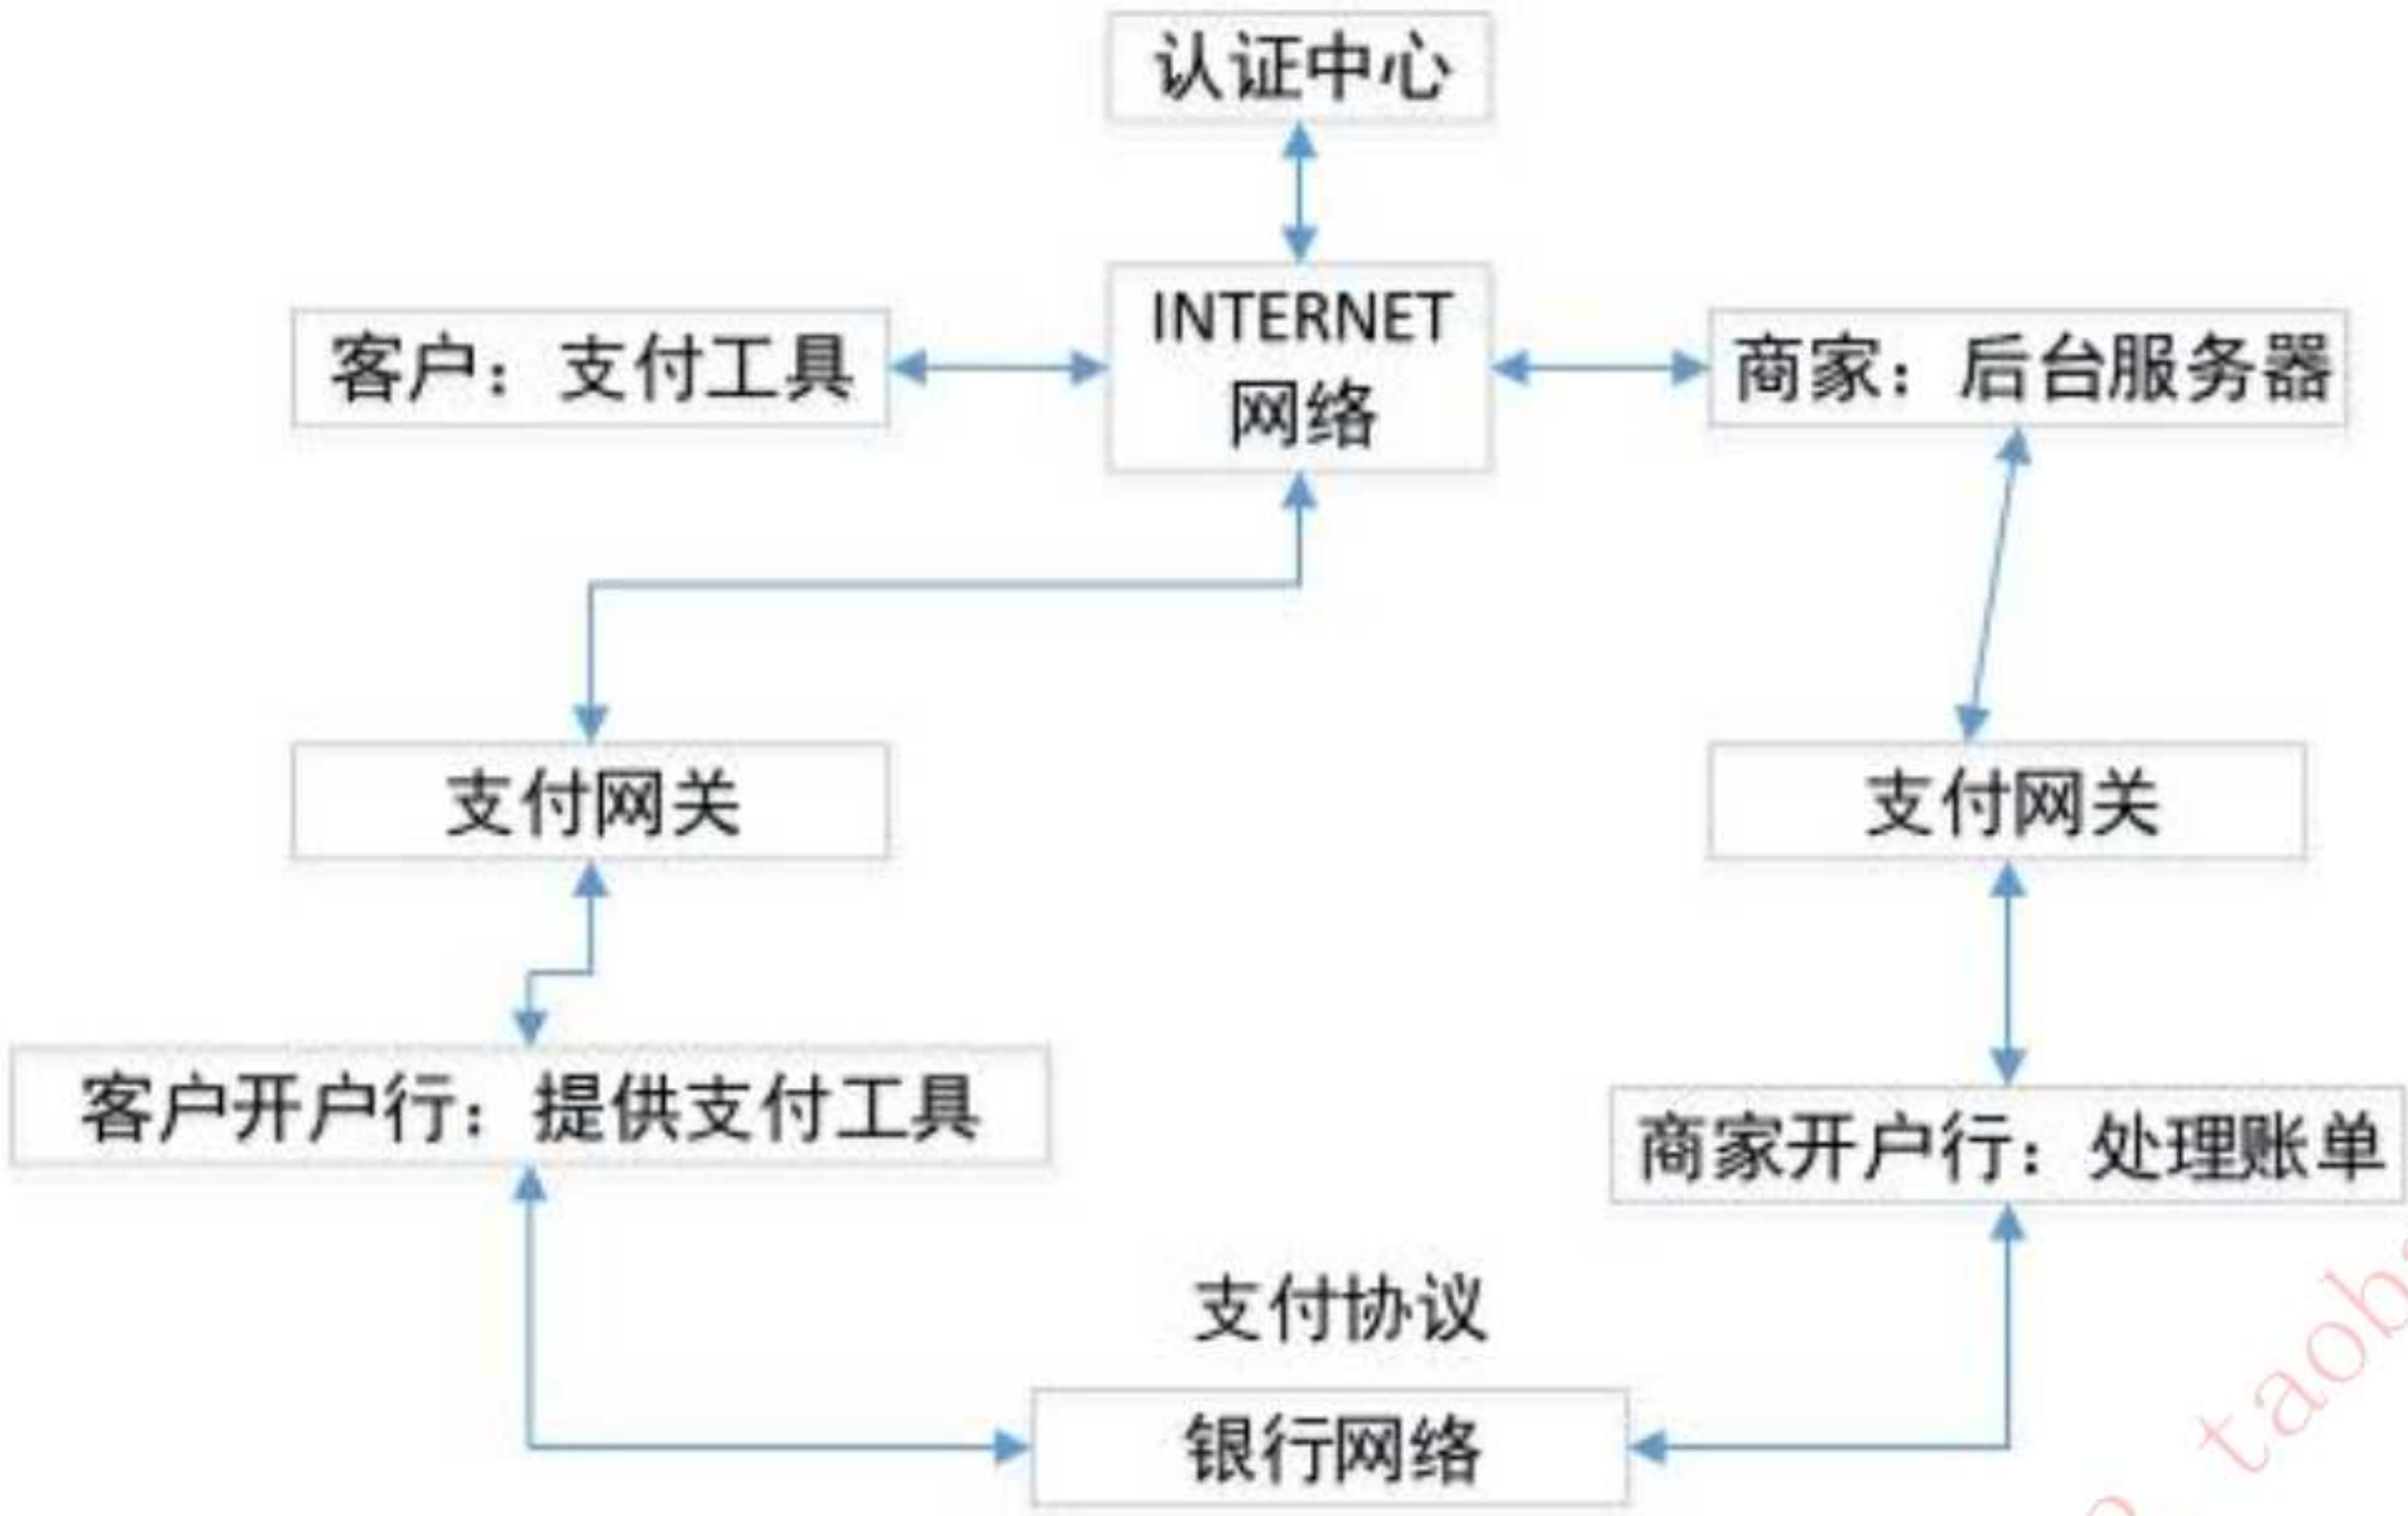 认证中心
客户：支付工具
INTERNET
网络
商家：后台服务器
支付网关
支付网关
客户开户行：提供支付工具
商家开户行：处理账单
支付协议
银行网络
taob